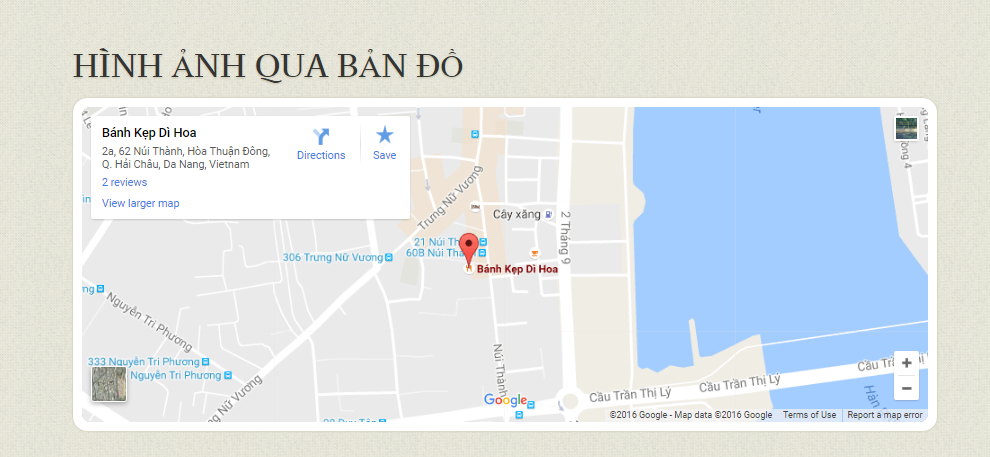 HÌNH ẢNH QUA BẢN ĐỒ
Bánh Kẹp Dì Hoa
2a, 62 Núi Thành, Hòa Thuận Đông,
Q. Hải Châu, Da Nang, Vietnam
2 reviews
View larger map
Directions
Save
Trưng Nữ Vương
Cây xăng
2 Tháng 9
21 Núi Th
60B Núi Thàn
306 Trưng Nữ Vương
Bánh Kẹp Dì Hoa
Nguyễn Tri Phương
333 Nguyễn Tri Phương
Nguyễn Tri Phương
ng Nữ Vương
Núi Thành
Cầu Trần Thị Lý
Cầu Trần Thị Lý
Google
©2016 Google - Map data ©2016 Google
Terms of Use
Report a map error